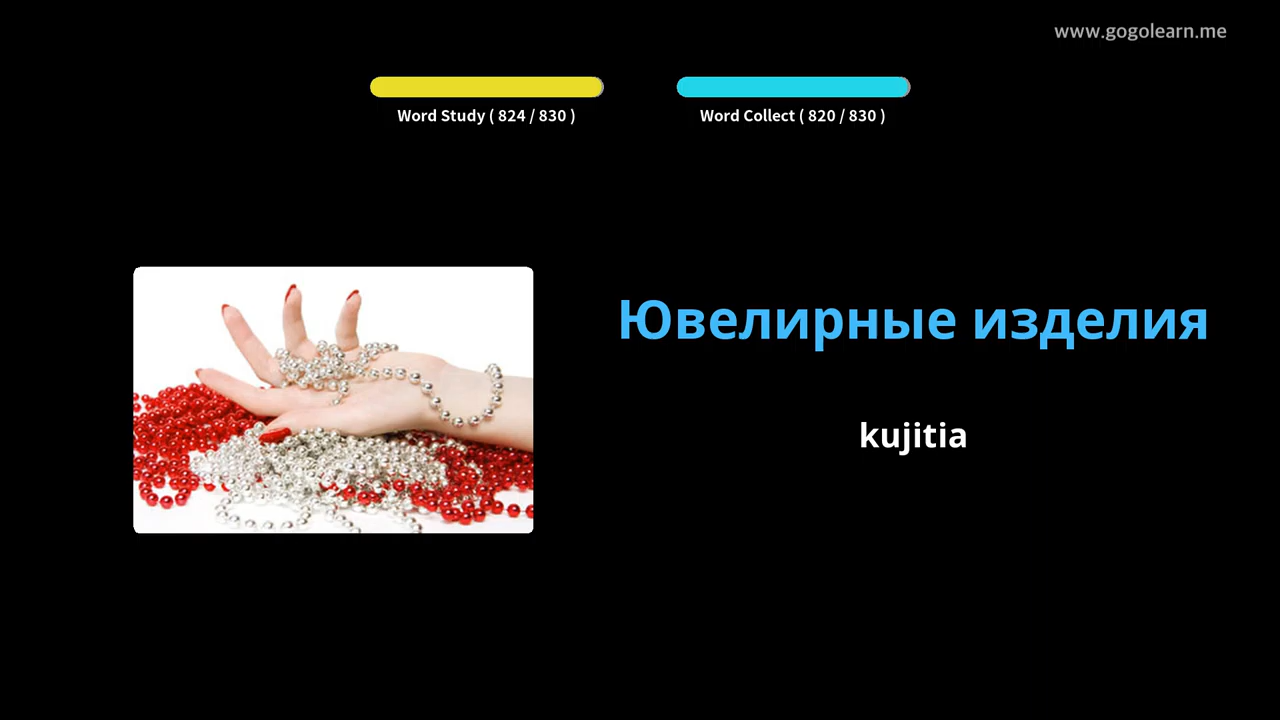 www.gogolearn.me
Word Study ( 824 / 830 )
Word Collect ( 820 / 830 )
Ювелирные изделия
kujitia